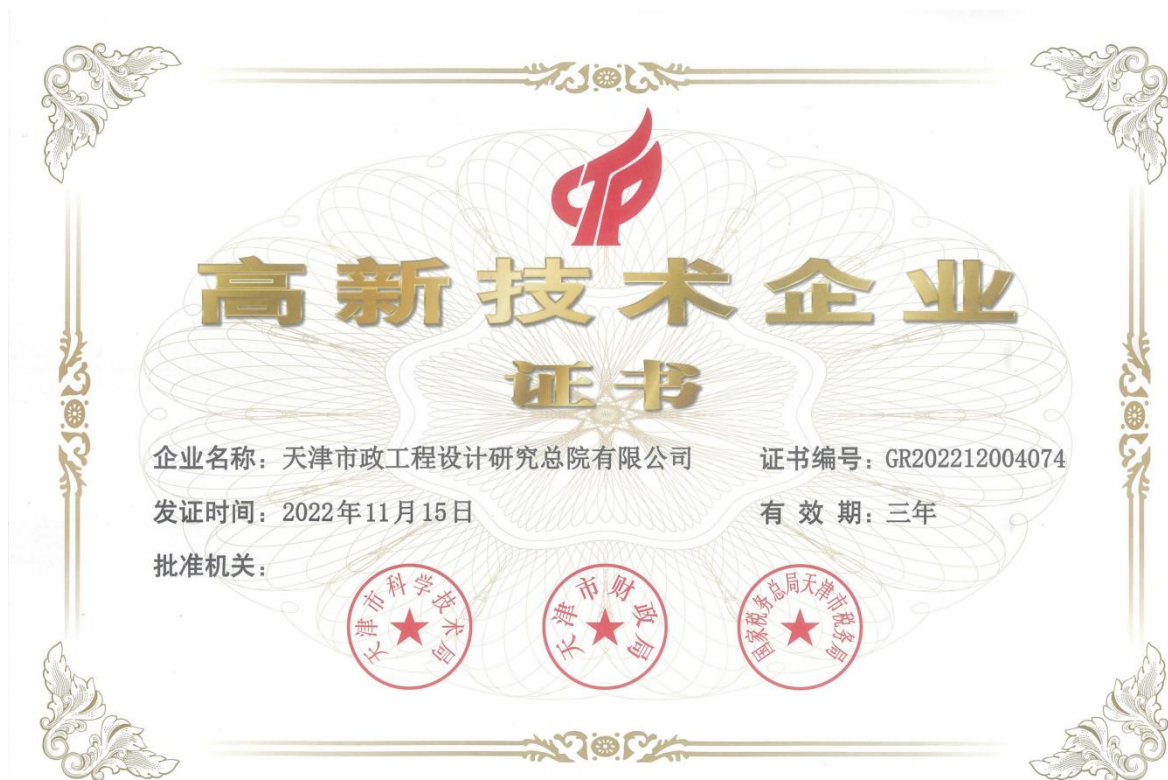 高新技术企业
证书
企业名称：天津市政工程设计研究总院有限公司 证书编号：GR202212004074
发证时间：2022年11月15日 有效期：三年
批准机关：
天津市科学技术局
天津市财政局
国家税务总局天津市税务局